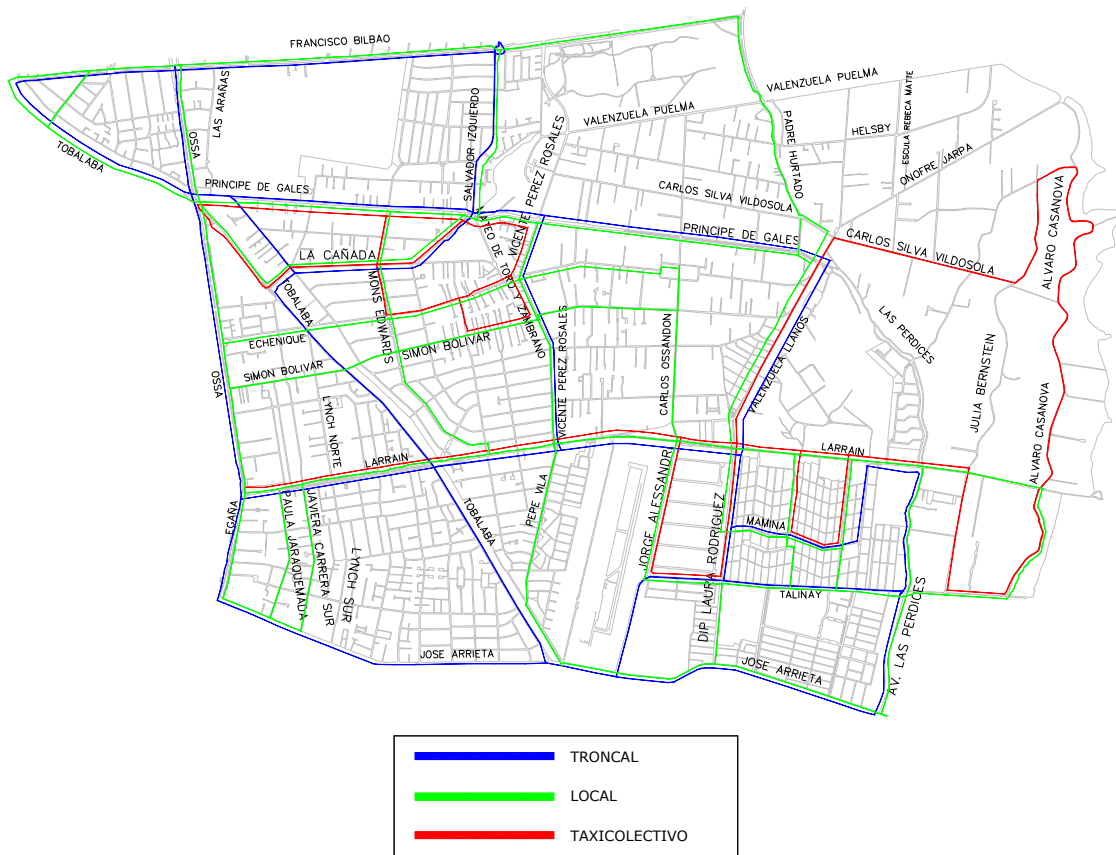 FRANCISCO BILBAO
VALENZUELA PUELMA
VALENZUELA PUELMA
LAS ARAÑAS
OSSA
TOBALABA
SALVADOR IZQUIERDO
VICENTE PEREZ ROSALES
PADRE HURTADO
HELSBY
ESCULA REBECA MATTE
ONOFRE JARPA
PRINCIPE DE GALES
CARLOS SILVA VILDOSOLA
PRINCIPE DE GALES
CARLOS SILVA VILDOSOLA
ALVARO CASANOVA
MATEO DE TORO Y ZAMBRANO
LA CAÑADA
TOBALABA
MONS EDWARDS
ECHENIQUE
SIMON BOLIVAR
SIMON BOLIVAR
OSSA
VICENTE PEREZ ROSALES
CARLOS OSSANDON
VALENZUELA LLANOS
LAS PERDICES
JULIA BERNSTEIN
ALVARO CASANOVA
LYNCH NORTE
LARRAIN
LARRAIN
EGAÑA
PAULA JARAQUEMADA
JAVIERA CARRERA SUR
LYNCH SUR
TOBALABA
PEPE VILA
JORGE ALESSANDRI
DIP LAURA RODRIGUEZ
MAMINA
TALINAY
AV. LAS PERDICES
JOSE ARRIETA
JOSE ARRIETA
TRONCAL
LOCAL
TAXICOLECTIVO